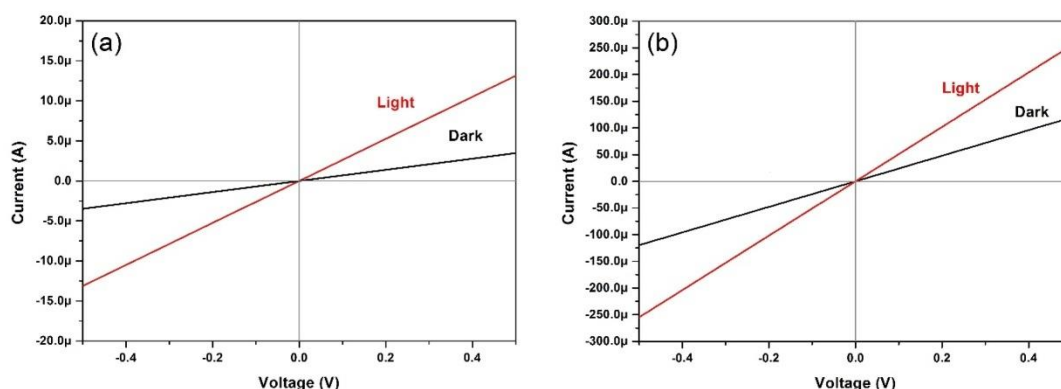 (a)
20.0µ
15.0µ
10.0µ
5.0µ
0.0
-5.0µ
-10.0µ
-15.0µ
-20.0µ
Current (A)
Light
Dark
-0.4
-0.2
0.0
0.2
0.4
Voltage (V)
(b)
300.0µ
250.0µ
200.0µ
150.0µ
100.0µ
50.0µ
0.0
-50.0µ
-100.0µ
-150.0µ
-200.0µ
-250.0µ
-300.0µ
Current (A)
Light
Dark
-0.4
-0.2
0.0
0.2
0.4
Voltage (V)